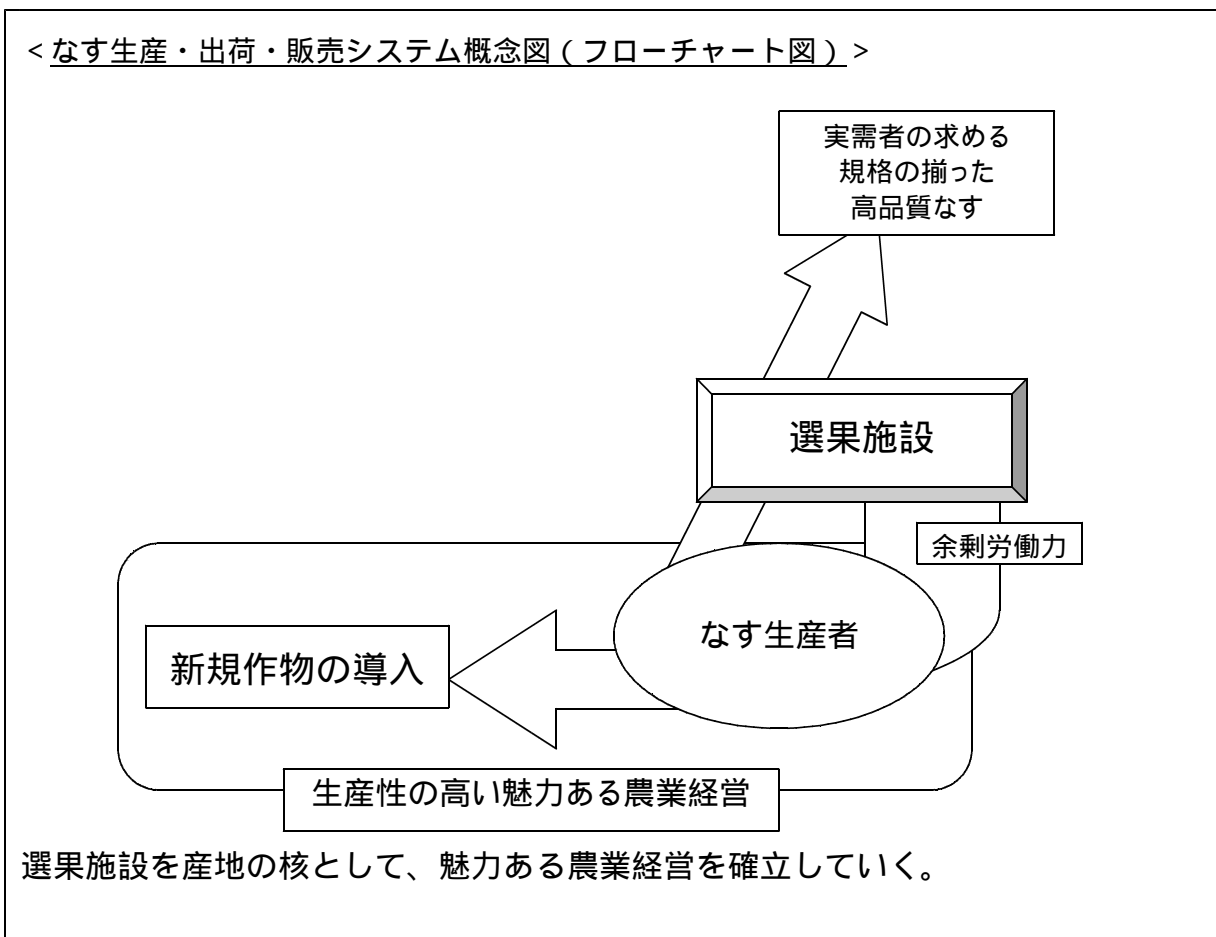 <なす生産・出荷・販売システム概念図(フローチャート図)>
実需者の求める
規格の揃った
高品質なす
選果施設
余剰労働力
なす生産者
新規作物の導入
生産性の高い魅力ある農業経営
選果施設を産地の核として、魅力ある農業経営を確立していく。